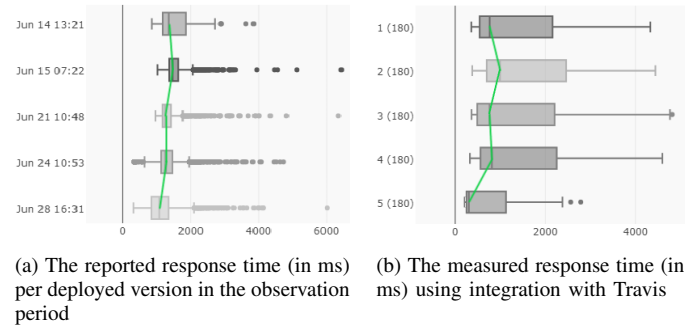 Jun 14 13:21
Jun 15 07:22
Jun 21 10:48
Jun 24 10:53
Jun 28 16:31
0 2000 4000 6000
1 (180)
2 (180)
3 (180)
4 (180)
5 (180)
0 2000 4000
(a) The reported response time (in ms)
per deployed version in the observation
period
(b) The measured response time (in
ms) using integration with Travis